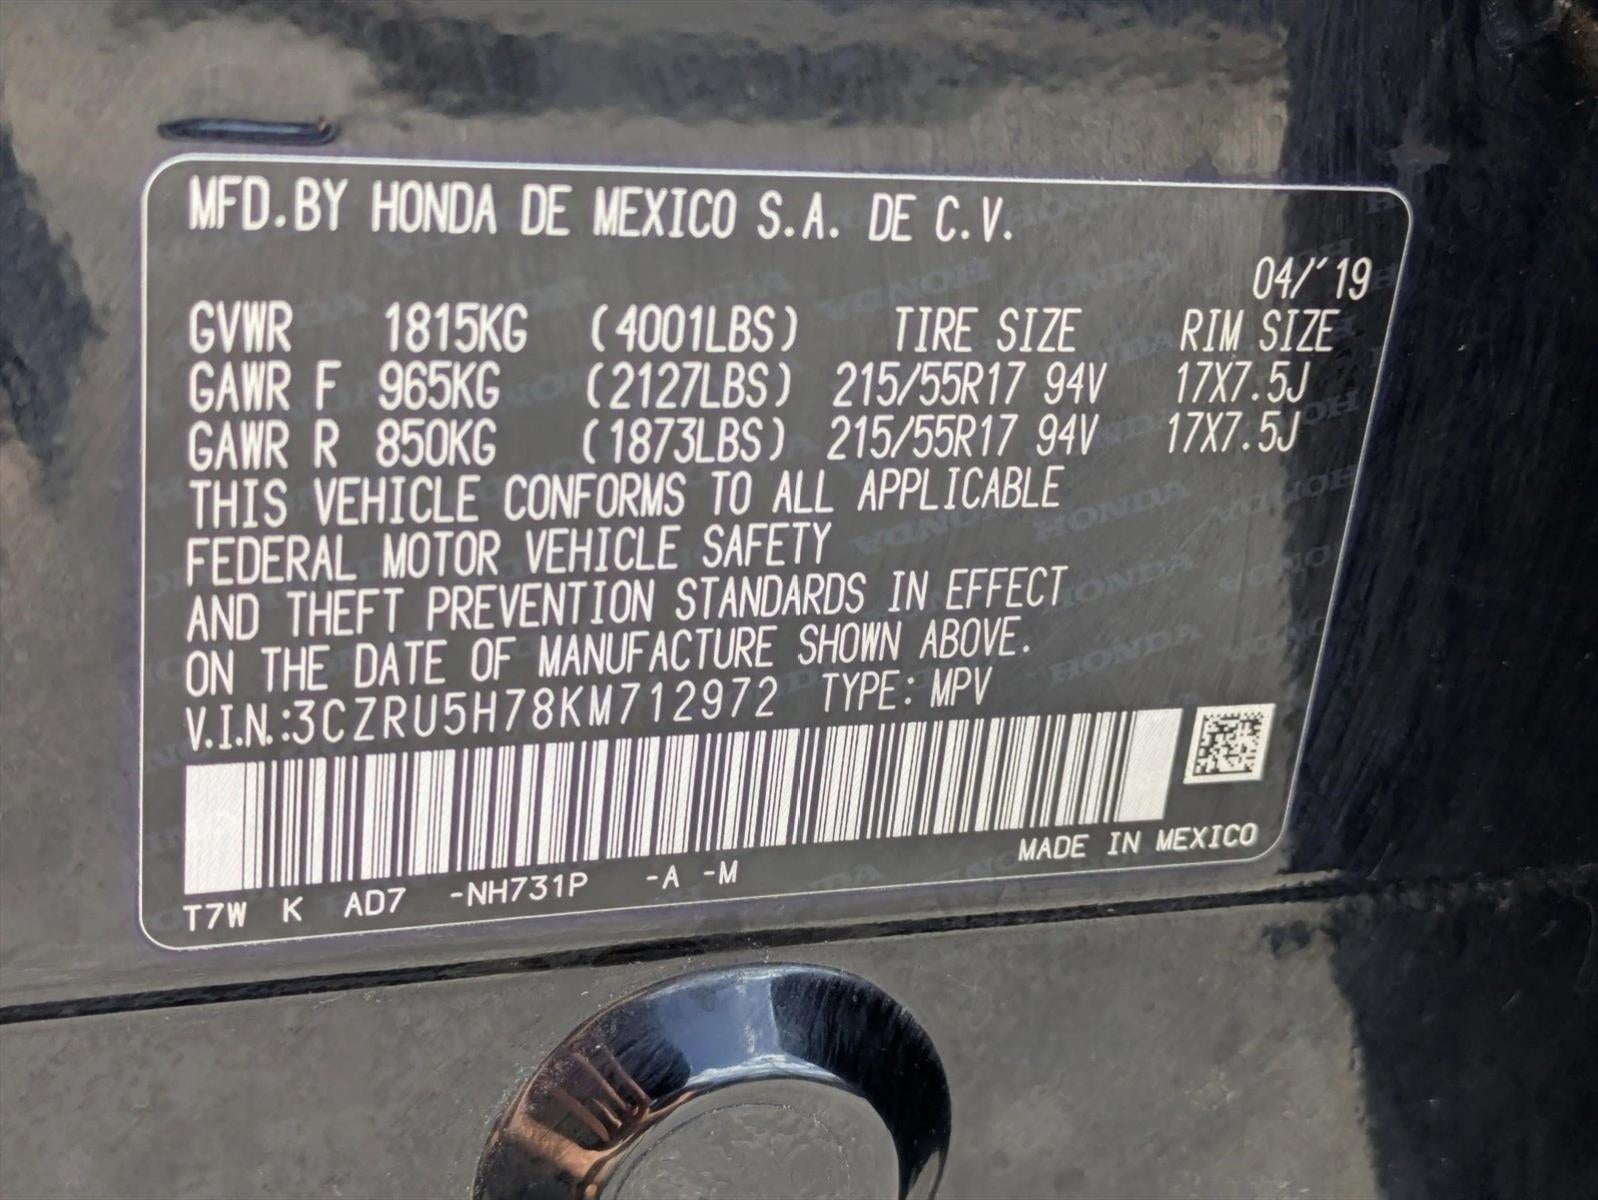 MFD.BY HONDA DE MEXICO S.A. DE C.V.
04/'19
GVWR 1815KG (4001LBS) TIRE SIZE RIM SIZE
GAWR F 965KG (2127LBS) 215/55R17 94V 17X7.5J
GAWR R 850KG (1873LBS) 215/55R17 94V 17X7.5J
THIS VEHICLE CONFORMS TO ALL APPLICABLE
FEDERAL MOTOR VEHICLE SAFETY
AND THEFT PREVENTION STANDARDS IN EFFECT
ON THE DATE OF MANUFACTURE SHOWN ABOVE.
V.I.N.:3CZRU5H78KM712972 TYPE: MPV
MADE IN MEXICO
T7W K AD7 -NH731P -A -M